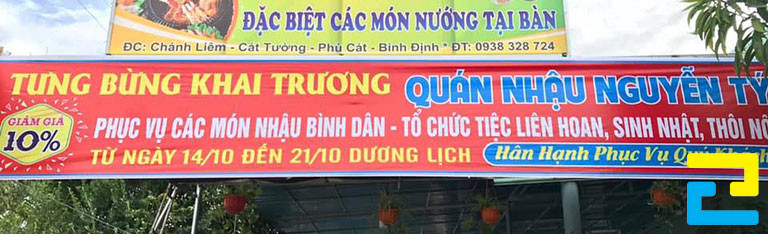 ĐẶC BIỆT CÁC MÓN NƯỚNG TẠI BÀN
ĐC: Chánh Liêm - Cát Tường - Phù Cát - Bình Định * ĐT: 0938 328 724
TƯNG BỪNG KHAI TRƯƠNG QUÁN NHẬU NGUYỄN TÝ
GIẢM GIÁ
10%
PHỤC VỤ CÁC MÓN NHẬU BÌNH DÂN - TỔ CHỨC TIỆC LIÊN HOAN, SINH NHẬT, THÔI NÔ
TỪ NGÀY 14/10 ĐẾN 21/10 DƯƠNG LỊCH Hân Hạnh Phục Vụ Quý Khách